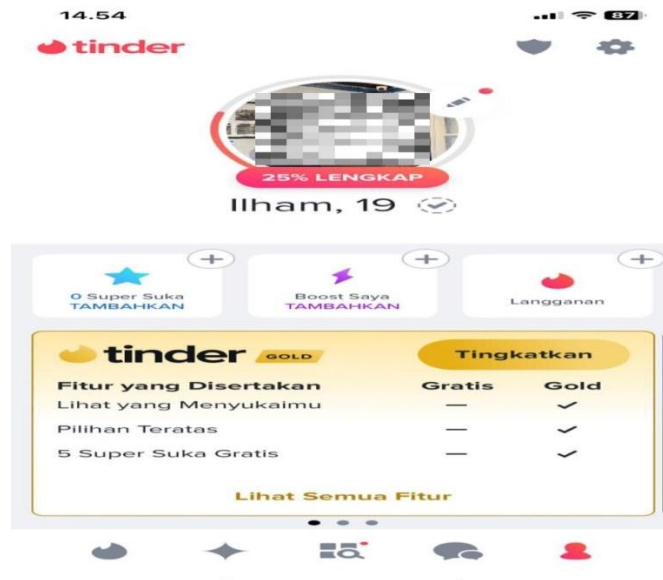 14.54
87
tinder
25% LENGKAP
Ilham, 19
0 Super Suka
TAMBAHKAN
Boost Saya
TAMBAHKAN
Langganan
tinder GOLD
Tingkatkan
Fitur yang Disertakan Gratis Gold
Lihat yang Menyukaimu
Pilihan Teratas
5 Super Suka Gratis
Lihat Semua Fitur